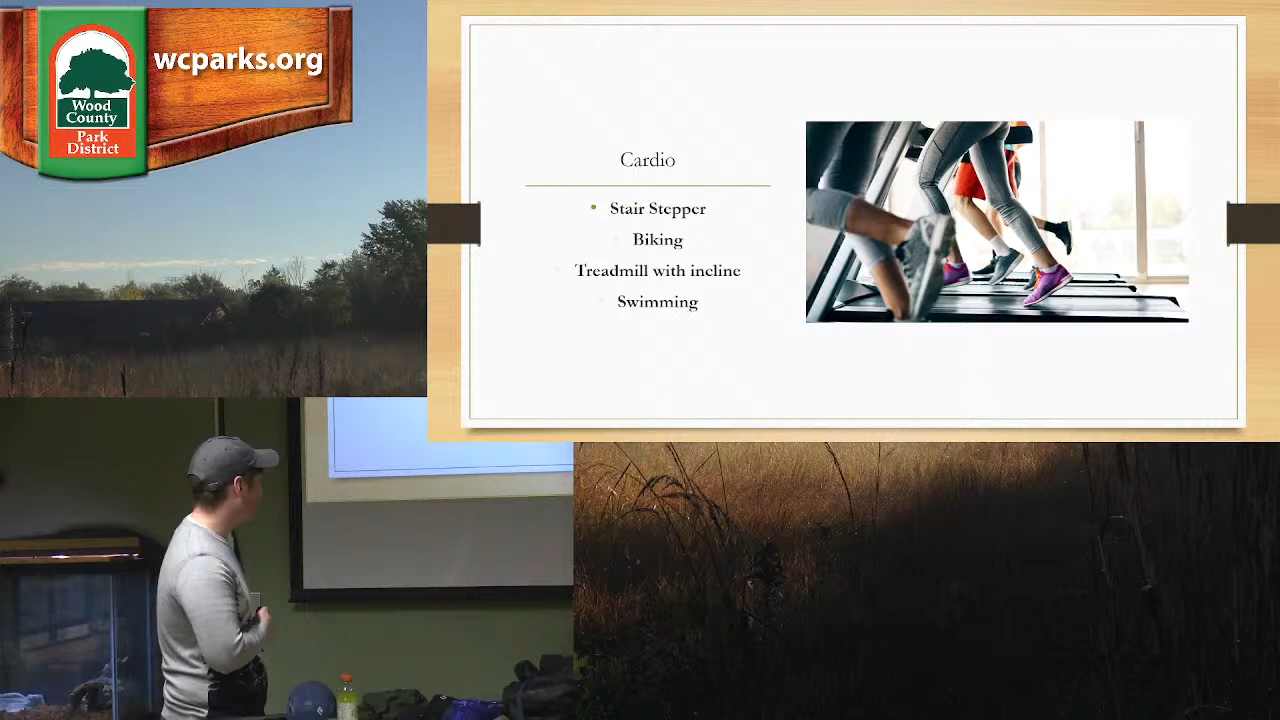 wcparks.org
Wood
County
Park
District
Cardio
Stair Stepper
Biking
Treadmill with incline
Swimming